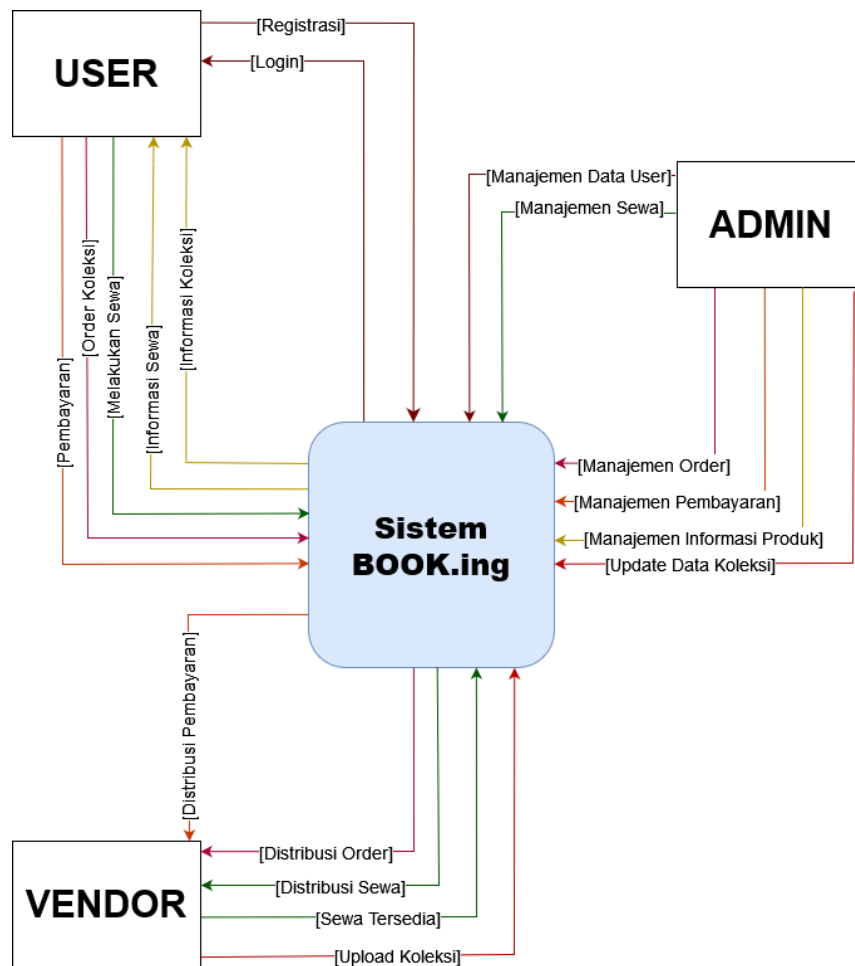 [Registrasi]
USER
[Login]
[Manajemen Data User]
[Manajemen Sewa]
ADMIN
[Pembayaran]
[Order Koleksi]
[Melakukan Sewa]
[Informasi Sewa]
[Informasi Koleksi]
[Manajemen Order]
[Manajemen Pembayaran]
[Manajemen Informasi Produk]
[Update Data Koleksi]
Sistem
BOOK.ing
[Distribusi Pembayaran]
VENDOR
[Distribusi Order]
[Distribusi Sewa]
[Sewa Tersedia]
[Upload Koleksi]